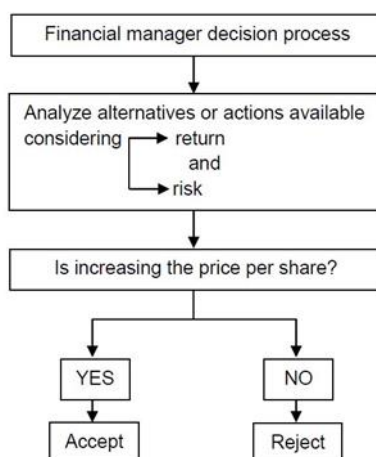 Financial manager decision process
Analyze alternatives or actions available
considering return
and
risk
Is increasing the price per share?
YES
NO
Accept
Reject